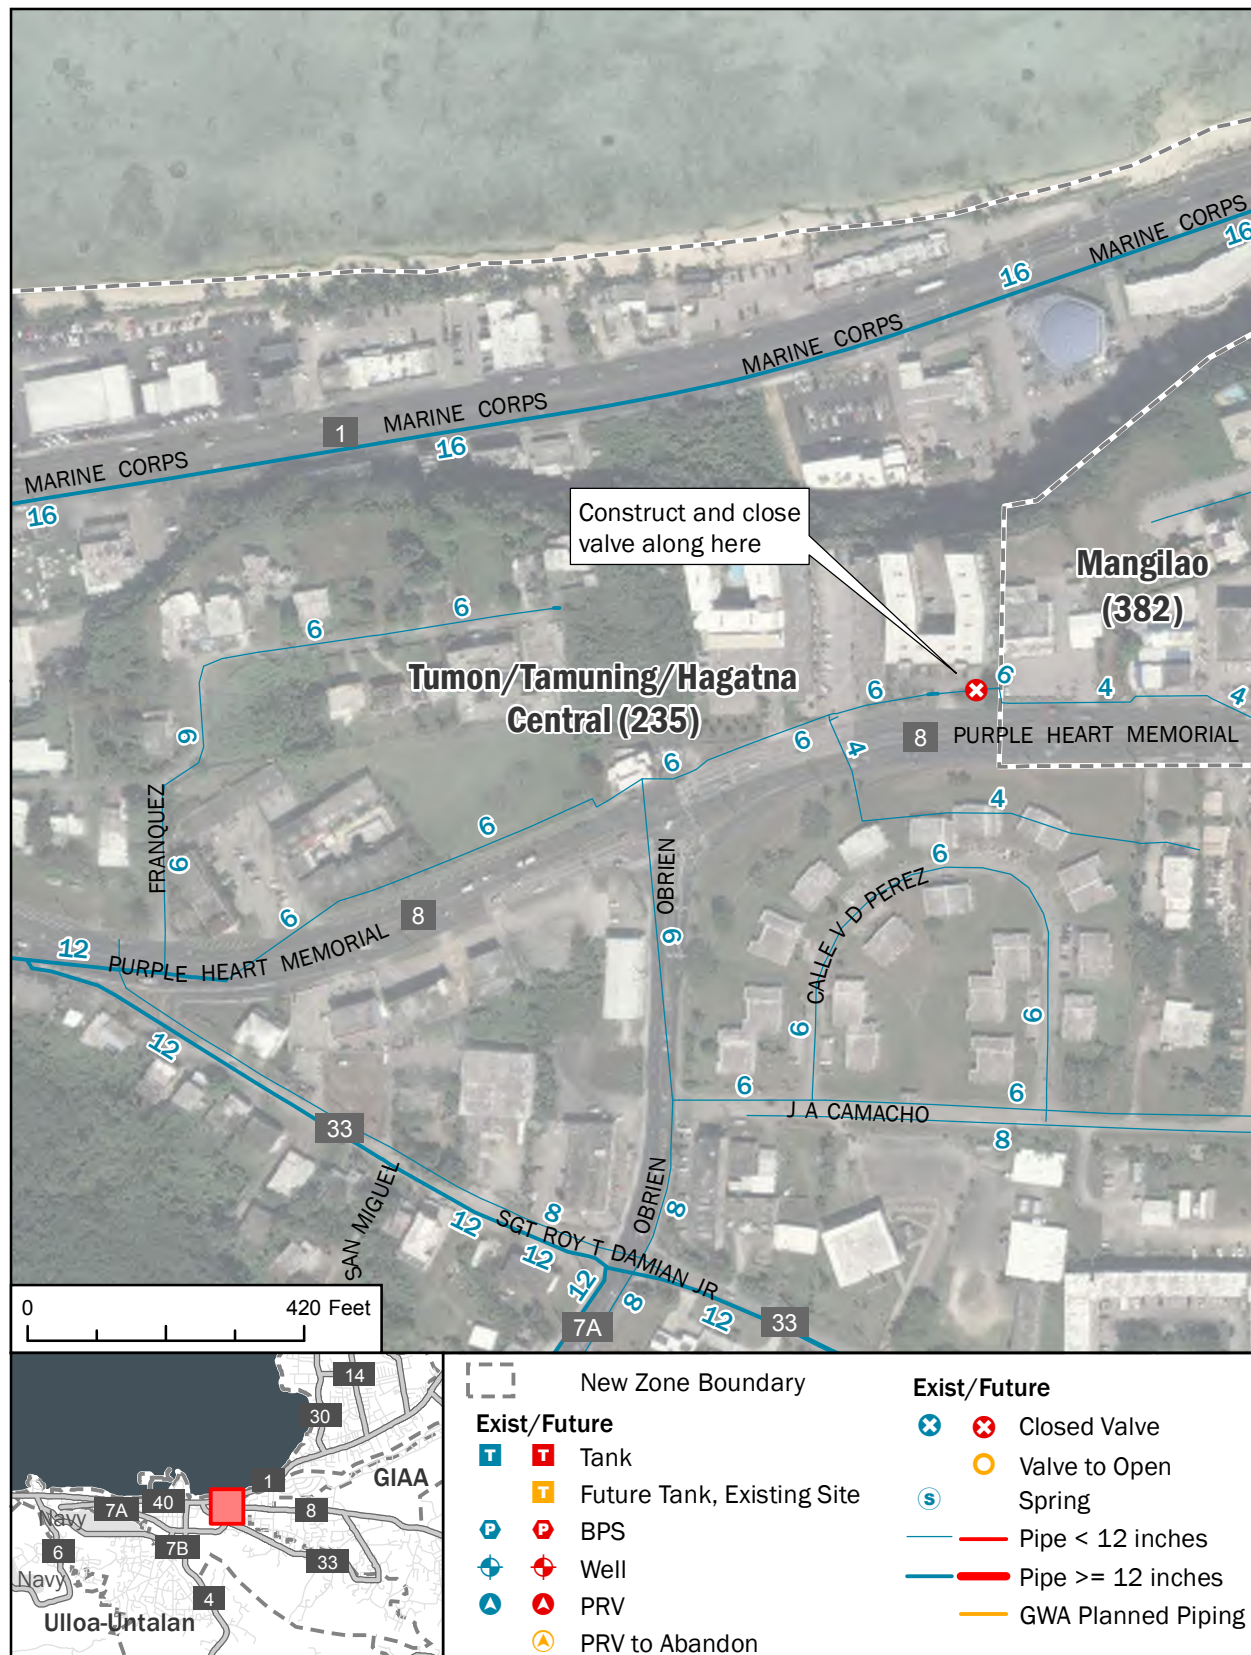 MARINE CORPS
16
16
MARINE CORPS
MARINE CORPS
1
16
MARINE CORPS
16
Construct and close
valve along here
Mangilao
(382)
6
6
Tumon/Tamuning/Hagatna
Central (235)
6
6
4
4
6
6
4
8
PURPLE HEART MEMORIAL
6
4
FRANQUEZ
6
6
6
OBRIEN
6
CALLE V D PEREZ
6
8
6
12
PURPLE HEART MEMORIAL
6
6
12
6
6
J A CAMACHO
8
33
SAN MIGUEL
OBRIEN
8
8
12
SGT ROY T DAMIAN JR
12
12
8
12
7A
33
0
420 Feet
14
30
1
GIAA
7A
40
8
Navy
6
7B
33
Navy
4
Ulloa-Untalan
New Zone Boundary
Exist/Future
T T Tank
T Future Tank, Existing Site
P P BPS
Well
PRV
PRV to Abandon
Exist/Future
Closed Valve
Valve to Open
S Spring
Pipe < 12 inches
Pipe >= 12 inches
GWA Planned Piping